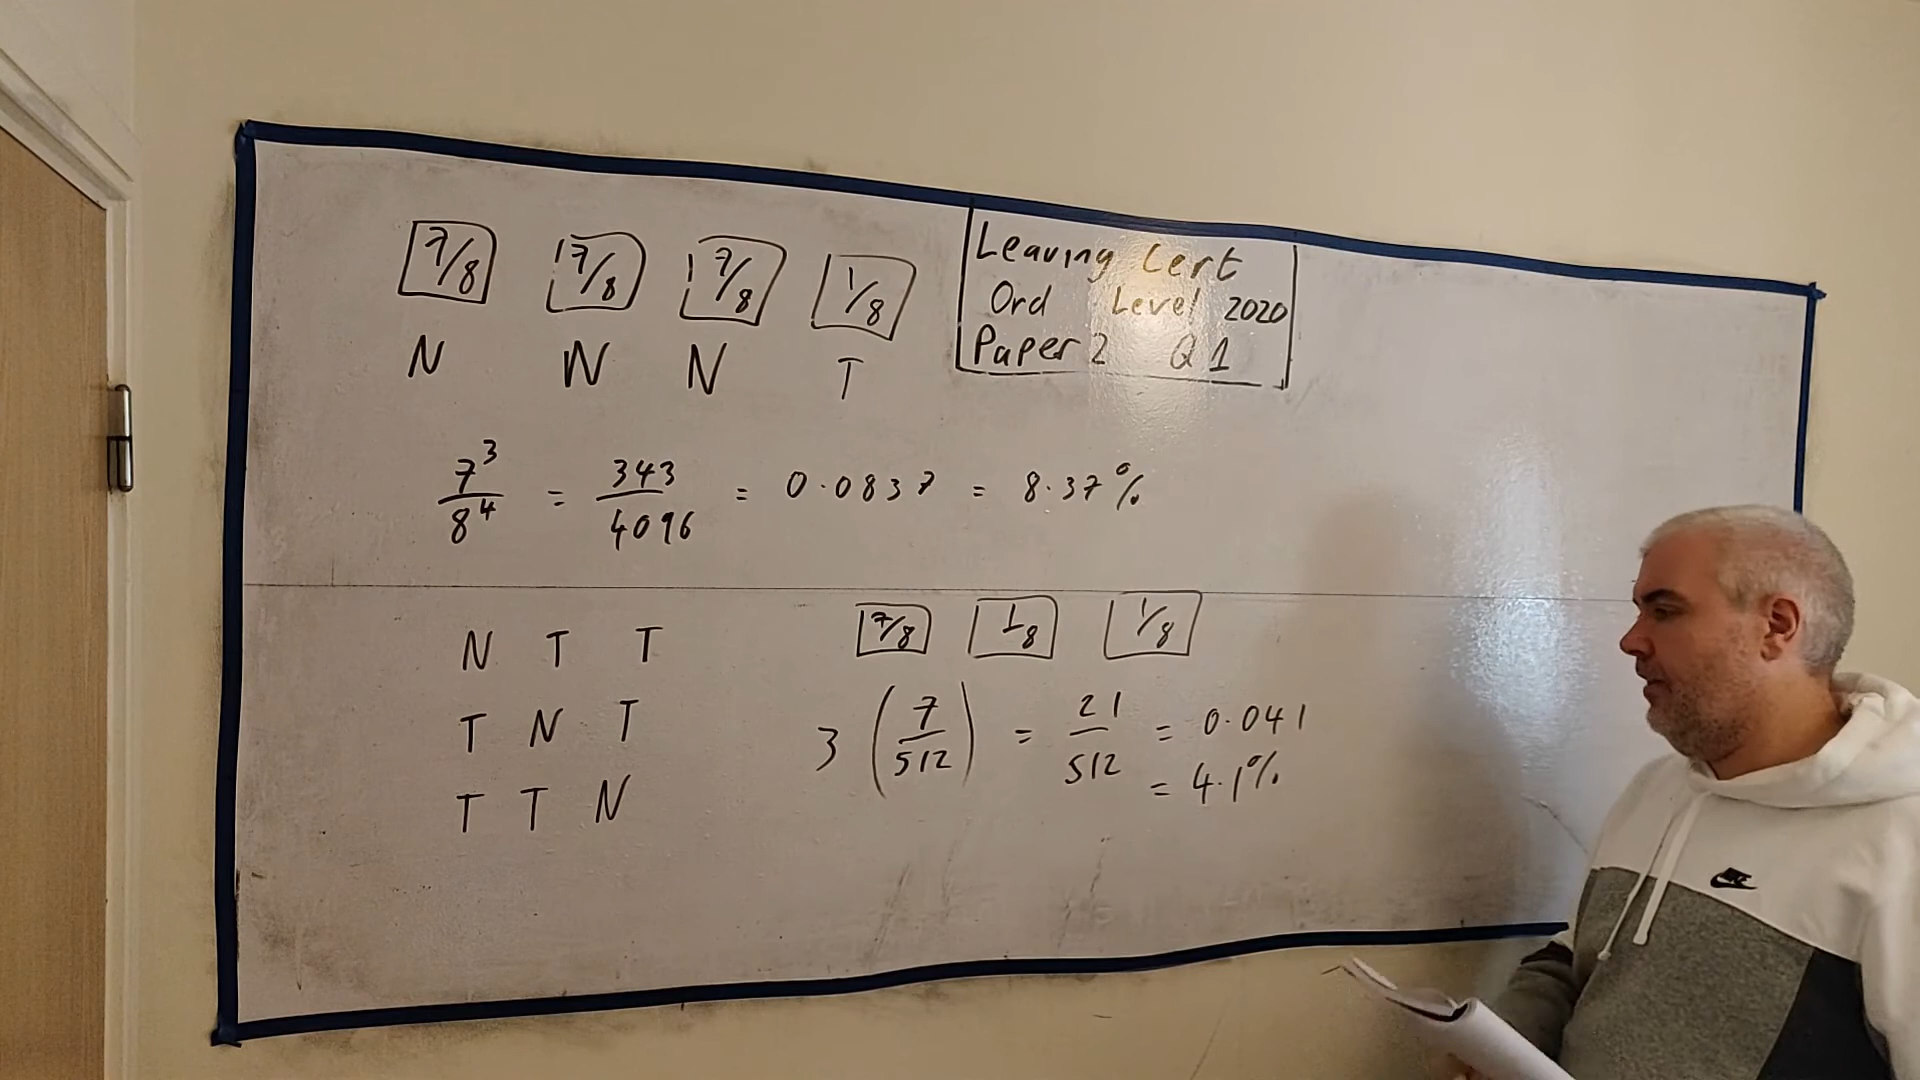 7/8 7/8 7/8 1/8
N N N T
Leaving Cert
Ord Level 2020
Paper 2 Q1
7³/8⁴ = 343/4096 = 0.0837 = 8.37%
N T T
T N T
T T N
7/8 1/8 1/8
3 (7/512) = 21/512 = 0.041
= 4.1%